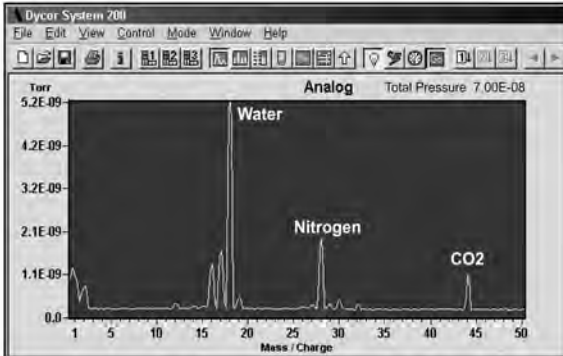 Dycor System 200
File Edit View Control Mode Window Help
Torr Analog Total Pressure 7.00E-08
5.2E-09
Water
4.2E-09
3.2E-09
2.1E-09
Nitrogen
CO2
1.1E-09
0.0
1 5 10 15 20 25 30 35 40 45 50
Mass / Charge